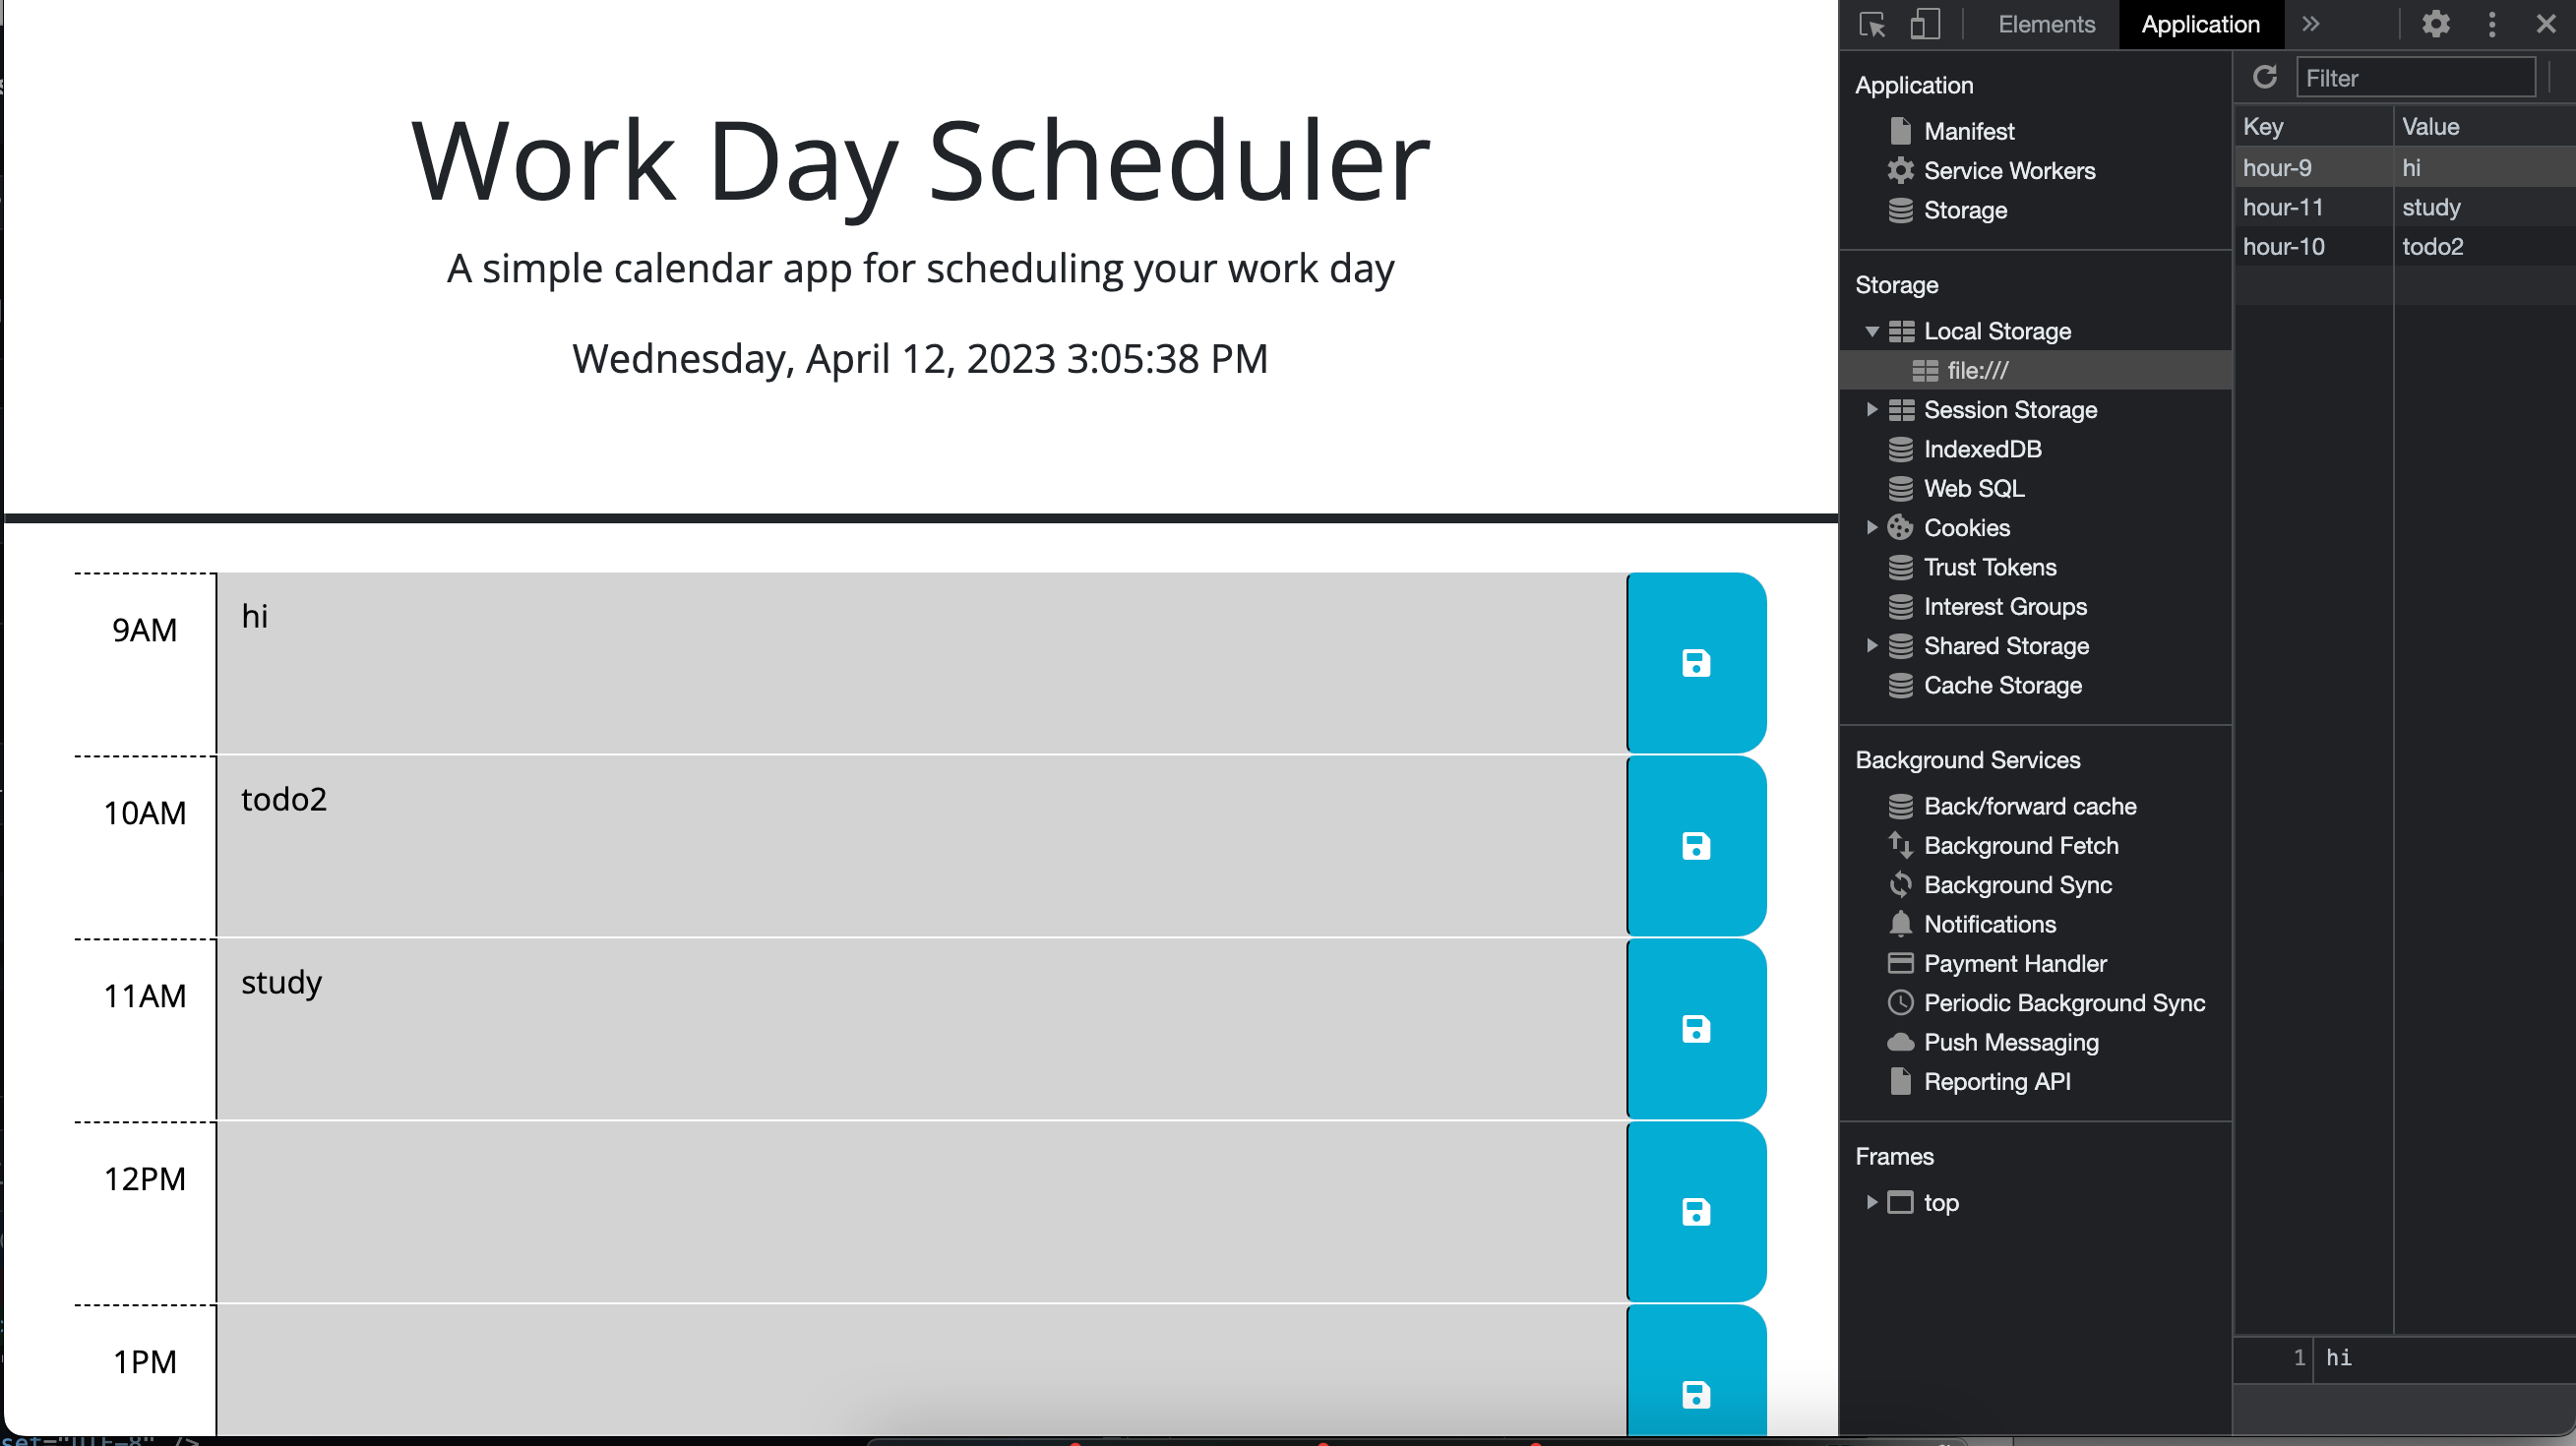 Work Day Scheduler
A simple calendar app for scheduling your work day
Wednesday, April 12, 2023 3:05:38 PM
9AM
hi
10AM
todo2
11AM
study
12PM
1PM
Elements
Application
Application
Manifest
Service Workers
Storage
Storage
Local Storage
file:///
Session Storage
IndexedDB
Web SQL
Cookies
Trust Tokens
Interest Groups
Shared Storage
Cache Storage
Background Services
Back/forward cache
Background Fetch
Background Sync
Notifications
Payment Handler
Periodic Background Sync
Push Messaging
Reporting API
Frames
top
Filter
Key Value
hour-9 hi
hour-11 study
hour-10 todo2
1 hi